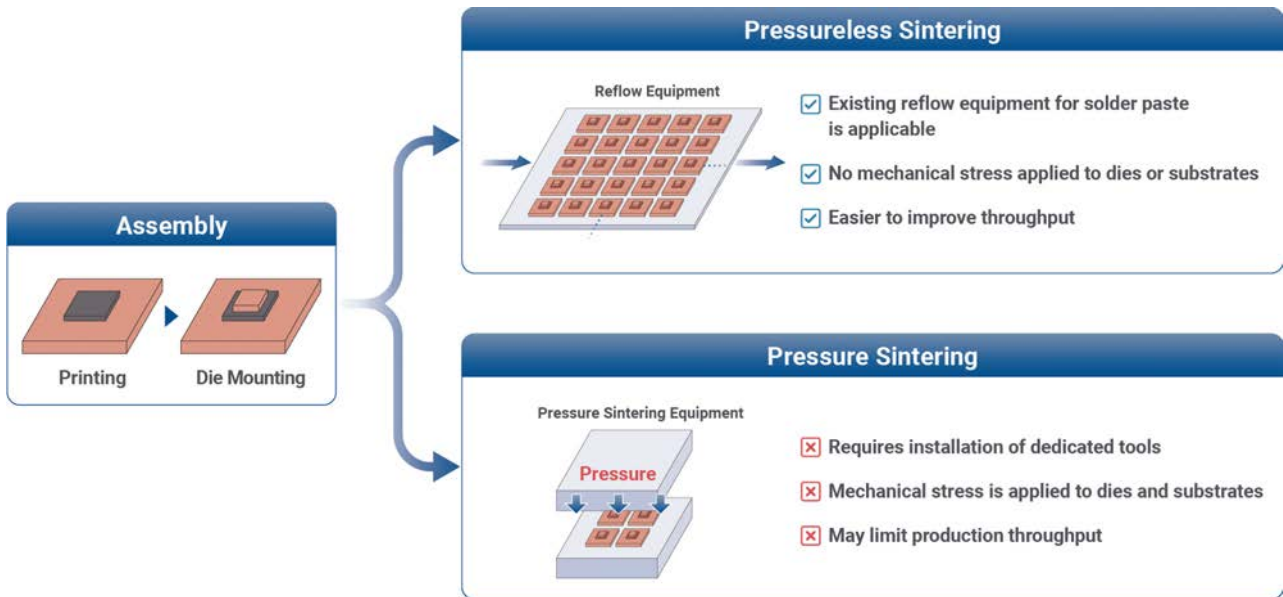 Assembly
Printing
Die Mounting
Pressureless Sintering
Reflow Equipment
Existing reflow equipment for solder paste
is applicable
No mechanical stress applied to dies or substrates
Easier to improve throughput
Pressure Sintering
Pressure Sintering Equipment
Pressure
Requires installation of dedicated tools
Mechanical stress is applied to dies and substrates
May limit production throughput